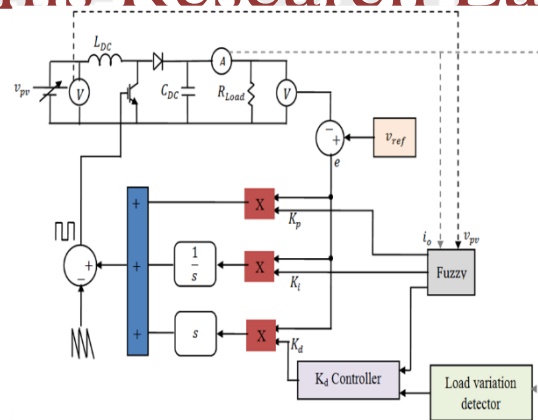 L_DC
v_pv
V
A
C_DC
R_Load
V
v_ref
−
+
e
X
K_p
+
i_o
v_pv
Fuzzy
+
−
+
1/s
X
K_i
+
s
X
K_d
K_d Controller
Load variation
detector